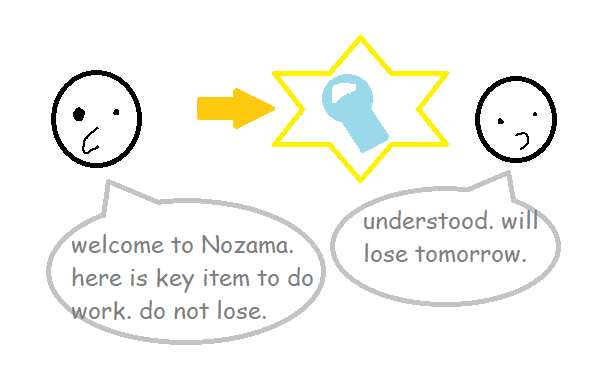 welcome to Nozama.
here is key item to do
work. do not lose.
understood. will
lose tomorrow.